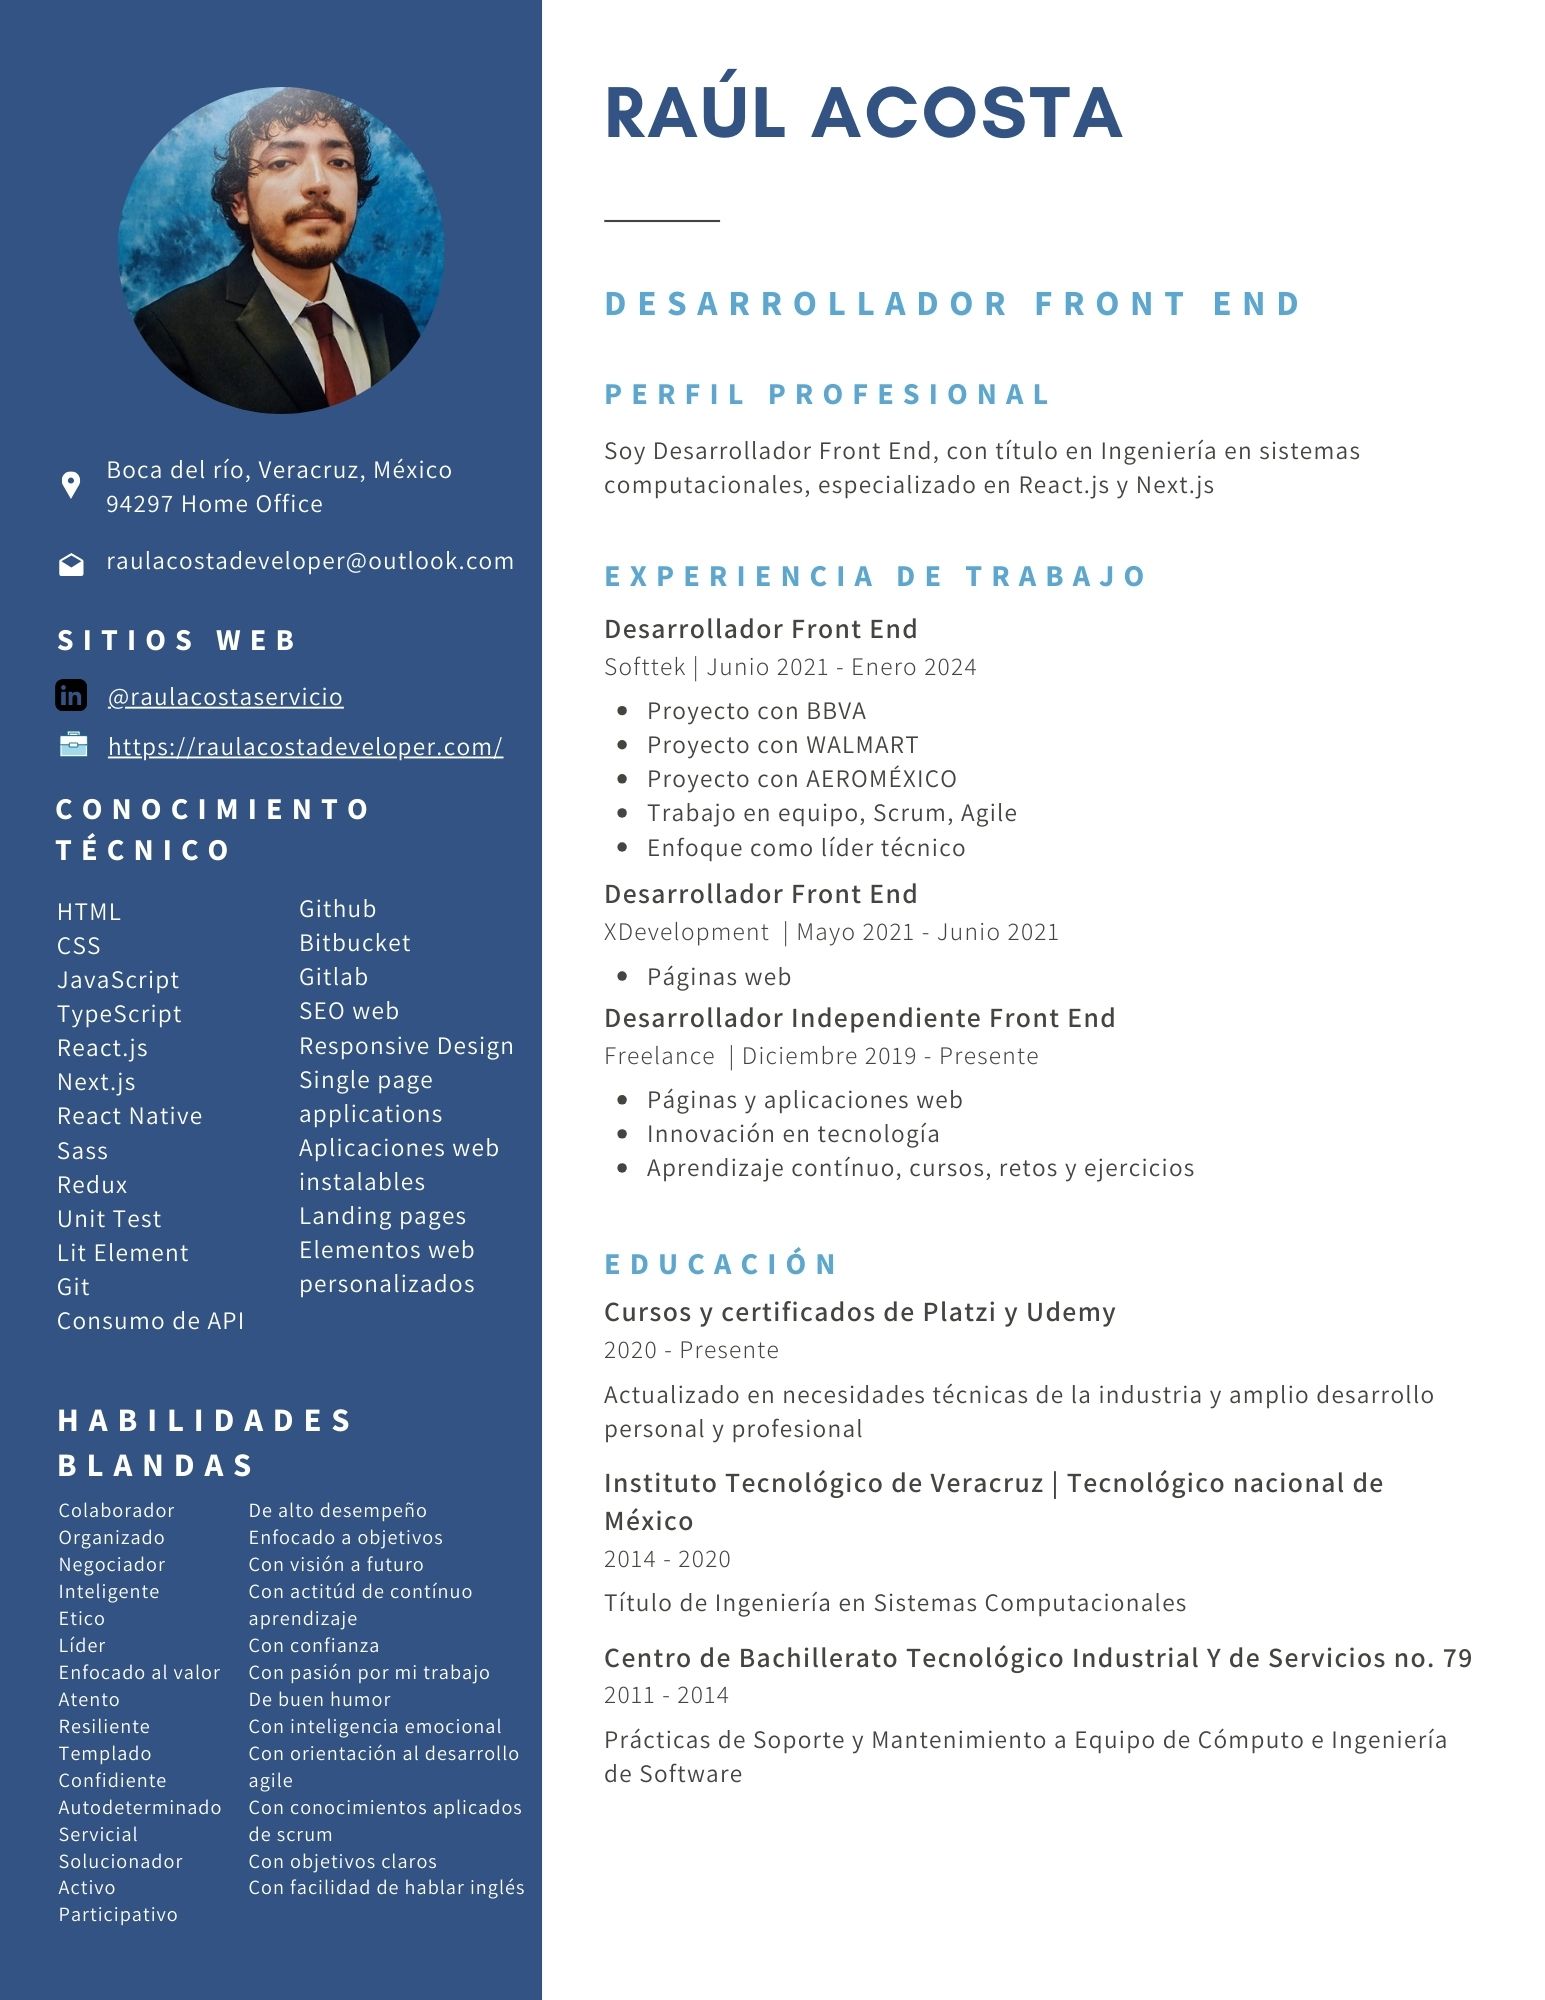 RAÚL ACOSTA
DESARROLLADOR FRONT END
PERFIL PROFESIONAL
Soy Desarrollador Front End, con título en Ingeniería en sistemas
computacionales, especializado en React.js y Next.js
EXPERIENCIA DE TRABAJO
Desarrollador Front End
Softtek | Junio 2021 - Enero 2024
Proyecto con BBVA
Proyecto con WALMART
Proyecto con AEROMÉXICO
Trabajo en equipo, Scrum, Agile
Enfoque como líder técnico
Desarrollador Front End
XDevelopment | Mayo 2021 - Junio 2021
Páginas web
Desarrollador Independiente Front End
Freelance | Diciembre 2019 - Presente
Páginas y aplicaciones web
Innovación en tecnología
Aprendizaje contínuo, cursos, retos y ejercicios
EDUCACIÓN
Cursos y certificados de Platzi y Udemy
2020 - Presente
Actualizado en necesidades técnicas de la industria y amplio desarrollo
personal y profesional
Instituto Tecnológico de Veracruz | Tecnológico nacional de
México
2014 - 2020
Título de Ingeniería en Sistemas Computacionales
Centro de Bachillerato Tecnológico Industrial Y de Servicios no. 79
2011 - 2014
Prácticas de Soporte y Mantenimiento a Equipo de Cómputo e Ingeniería
de Software
Boca del río, Veracruz, México
94297 Home Office
raulacostadeveloper@outlook.com
SITIOS WEB
in
@raulacostaservicio
https://raulacostadeveloper.com/
CONOCIMIENTO
TÉCNICO
HTML
CSS
JavaScript
TypeScript
React.js
Next.js
React Native
Sass
Redux
Unit Test
Lit Element
Git
Consumo de API
Github
Bitbucket
Gitlab
SEO web
Responsive Design
Single page
applications
Aplicaciones web
instalables
Landing pages
Elementos web
personalizados
HABILIDADES
BLANDAS
Colaborador
Organizado
Negociador
Inteligente
Etico
Líder
Enfocado al valor
Atento
Resiliente
Templado
Confidiente
Autodeterminado
Servicial
Solucionador
Activo
Participativo
De alto desempeño
Enfocado a objetivos
Con visión a futuro
Con actitúd de contínuo
aprendizaje
Con confianza
Con pasión por mi trabajo
De buen humor
Con inteligencia emocional
Con orientación al desarrollo
agile
Con conocimientos aplicados
de scrum
Con objetivos claros
Con facilidad de hablar inglés